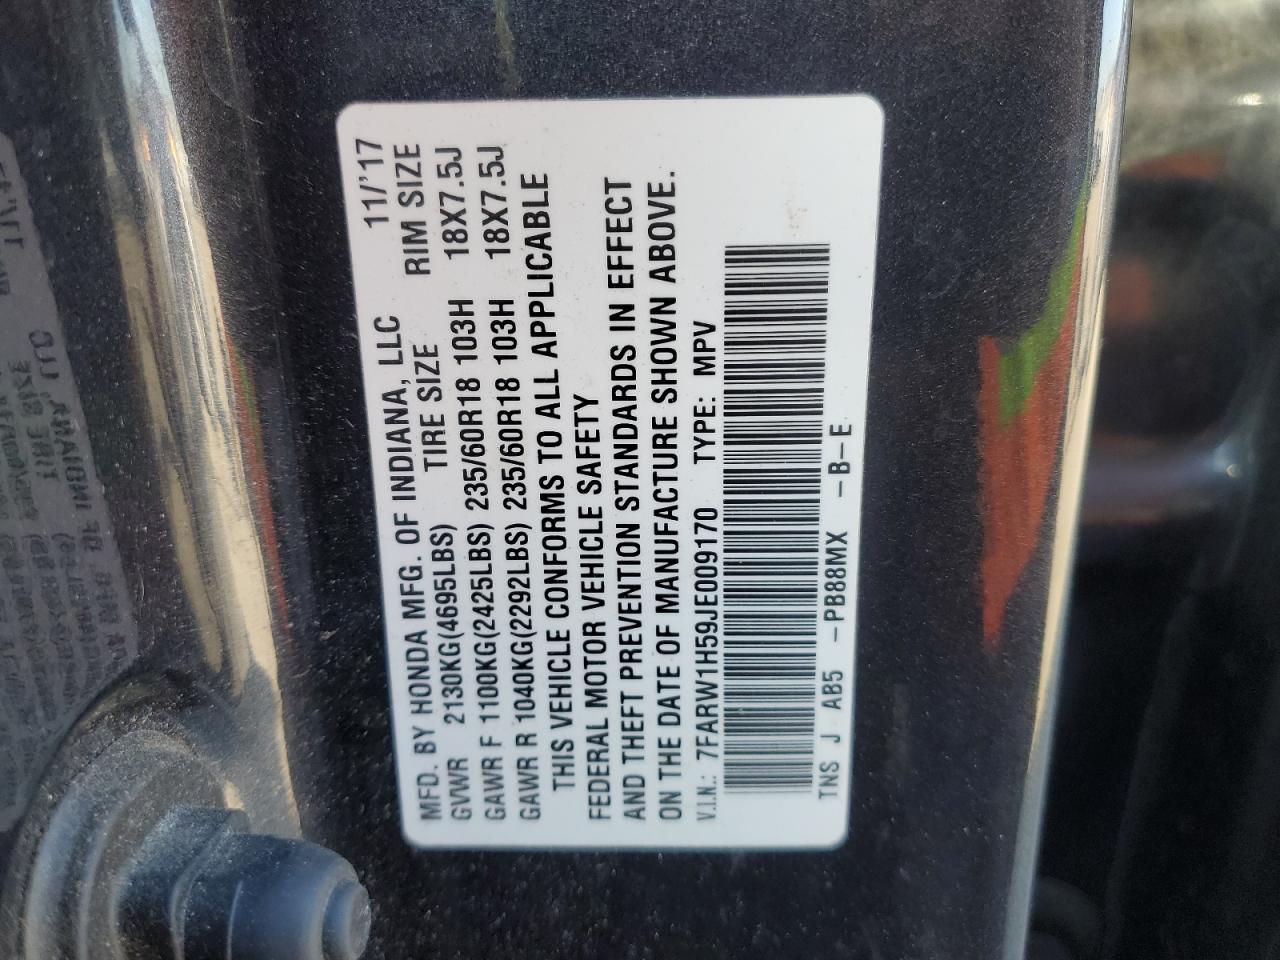 MFD. BY HONDA MFG. OF INDIANA, LLC 11/'17
TIRE SIZE RIM SIZE
GVWR 2130KG(4695LBS)
GAWR F 1100KG(2425LBS) 235/60R18 103H 18X7.5J
GAWR R 1040KG(2292LBS) 235/60R18 103H 18X7.5J
THIS VEHICLE CONFORMS TO ALL APPLICABLE
FEDERAL MOTOR VEHICLE SAFETY
AND THEFT PREVENTION STANDARDS IN EFFECT
ON THE DATE OF MANUFACTURE SHOWN ABOVE.
V.I.N.: 7FARW1H59JE009170 TYPE: MPV
TNS J AB5 -PB88MX -B-E